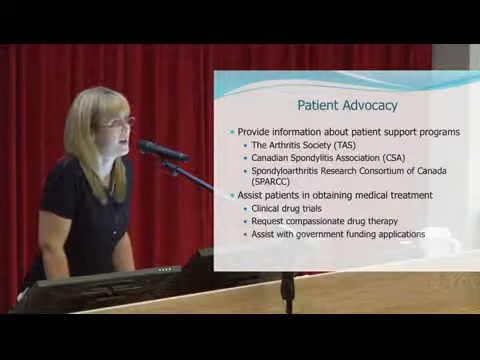 Patient Advocacy
Provide information about patient support programs
The Arthritis Society (TAS)
Canadian Spondylitis Association (CSA)
Spondyloarthritis Research Consortium of Canada
(SPARCC)
Assist patients in obtaining medical treatment
Clinical drug trials
Request compassionate drug therapy
Assist with government funding applications